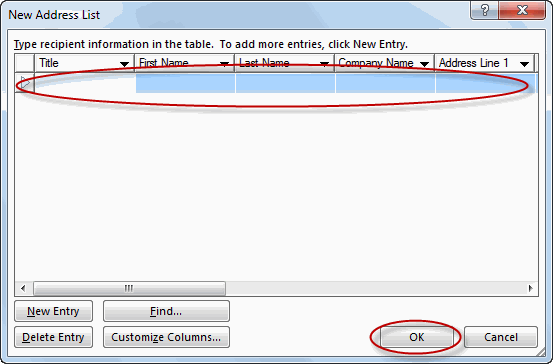 New Address List
Type recipient information in the table. To add more entries, click New Entry.
Title First Name Last Name Company Name Address Line 1
New Entry Find...
Delete Entry Customize Columns... OK Cancel